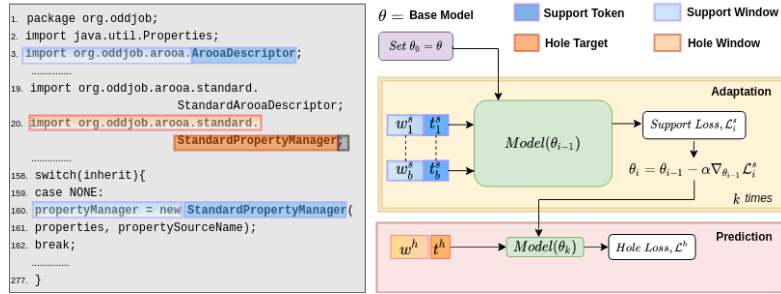 1. package org.oddjob;
2. import java.util.Properties;
3. import org.oddjob.arooa.ArooaDescriptor;
...............
19. import org.oddjob.arooa.standard.
StandardArooaDescriptor;
20. import org.oddjob.arooa.standard.
StandardPropertyManager;
...............
158. switch(inherit){
159. case NONE:
160. propertyManager = new StandardPropertyManager(
161. properties, propertySourceName);
162. break;
..............
277. }
θ = Base Model
Support Token
Support Window
Hole Target
Hole Window
Set θ₀ = θ
Adaptation
w₁ˢ t₁ˢ
w_bˢ t_bˢ
Model(θᵢ₋₁)
Support Loss, ℒᵢˢ
θᵢ = θᵢ₋₁ − α∇_θᵢ₋₁ ℒᵢˢ
k times
Prediction
wʰ tʰ
Model(θₖ)
Hole Loss, ℒʰ